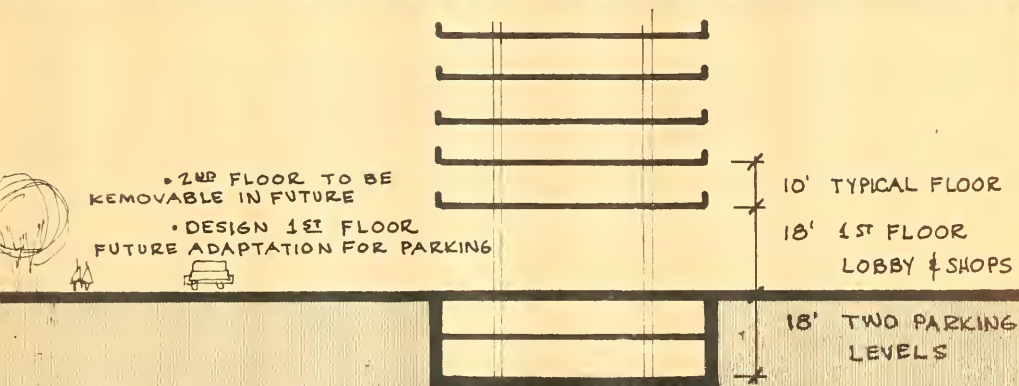 • 2ND FLOOR TO BE
REMOVABLE IN FUTURE
• DESIGN 1ST FLOOR
FUTURE ADAPTATION FOR PARKING
10' TYPICAL FLOOR
18' 1ST FLOOR
LOBBY & SHOPS
18' TWO PARKING
LEVELS